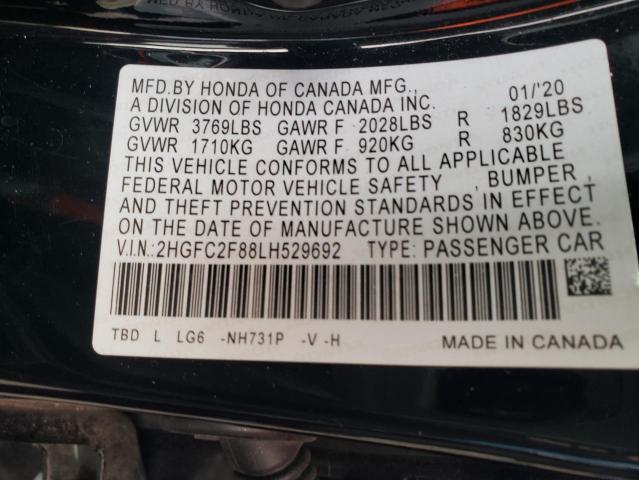 MFD.BY HONDA OF CANADA MFG., 01/'20
A DIVISION OF HONDA CANADA INC.
GVWR 3769LBS GAWR F 2028LBS R 1829LBS
GVWR 1710KG GAWR F 920KG R 830KG
THIS VEHICLE CONFORMS TO ALL APPLICABLE
FEDERAL MOTOR VEHICLE SAFETY , BUMPER ,
AND THEFT PREVENTION STANDARDS IN EFFECT
ON THE DATE OF MANUFACTURE SHOWN ABOVE.
V.I.N.:2HGFC2F88LH529692 TYPE: PASSENGER CAR
TBD L LG6 -NH731P -V -H MADE IN CANADA